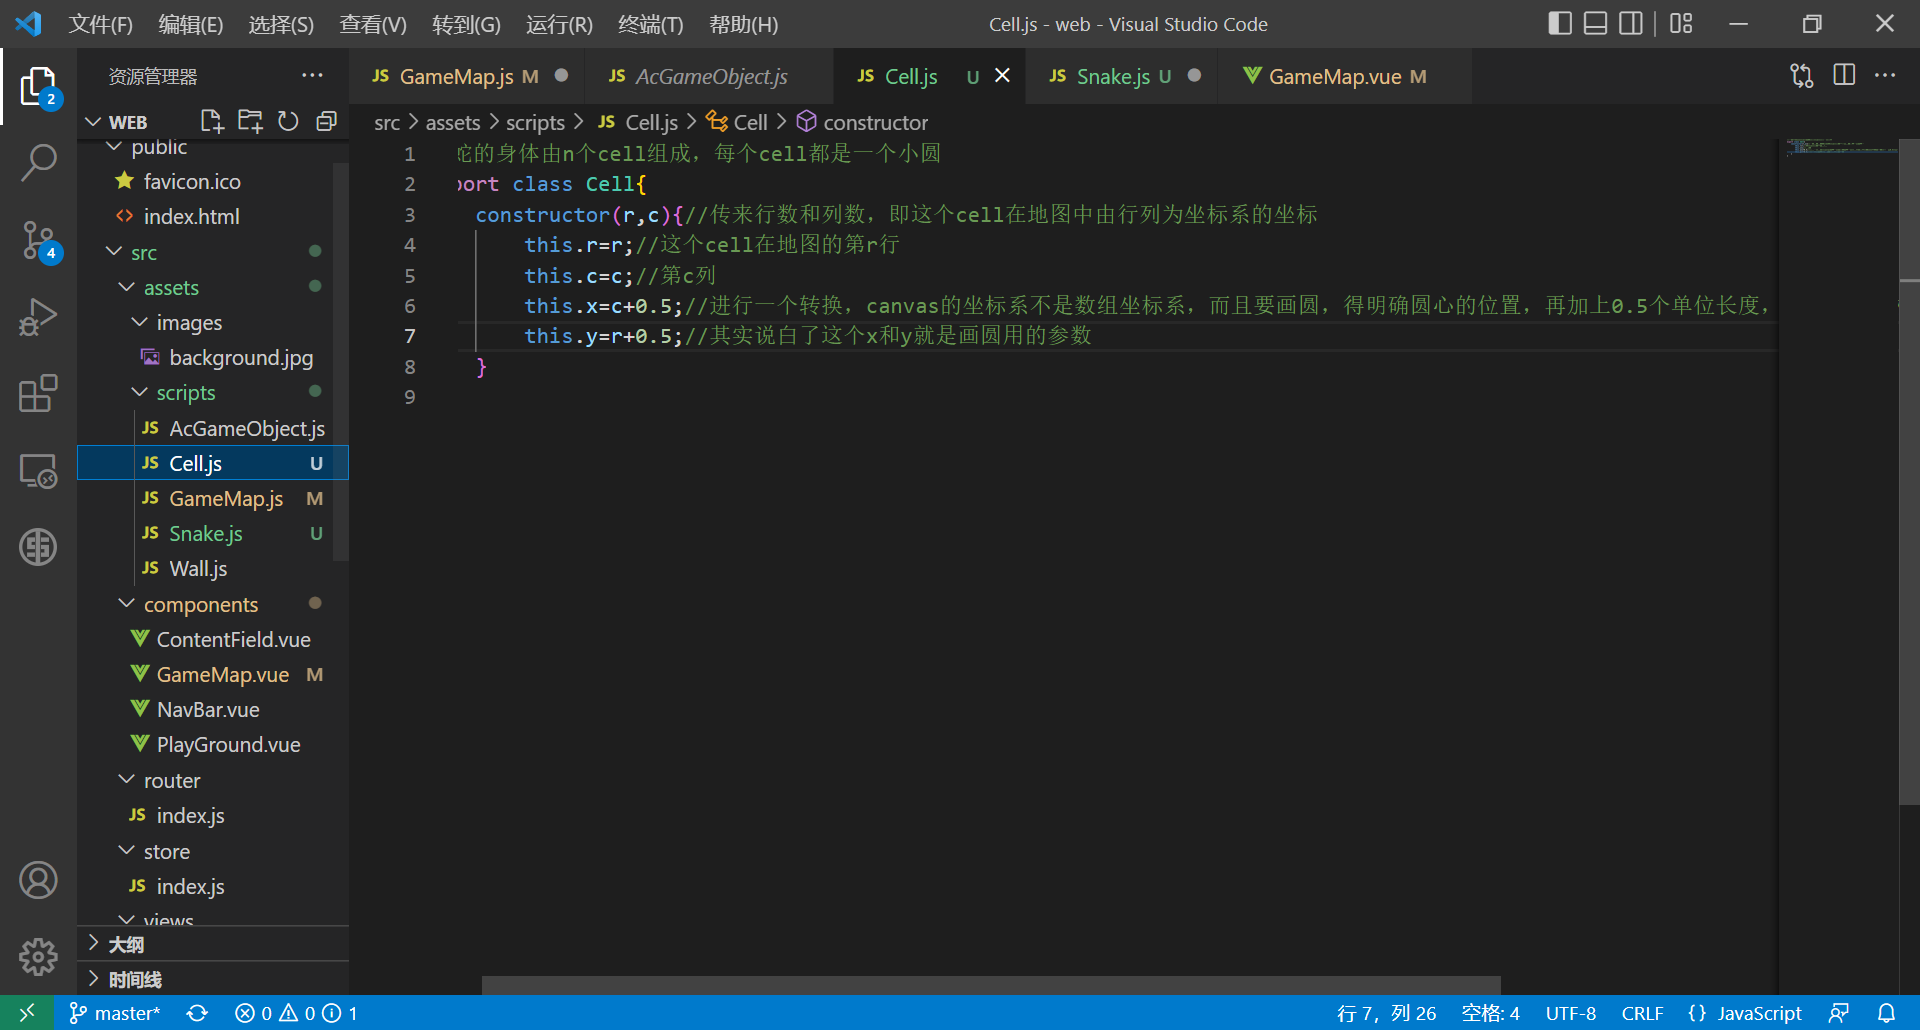 文件(F) 编辑(E) 选择(S) 查看(V) 转到(G) 运行(R) 终端(T) 帮助(H) Cell.js - web - Visual Studio Code
资源管理器
JS GameMap.js M JS AcGameObject.js JS Cell.js U JS Snake.js U GameMap.vue M
2
WEB
src > assets > scripts > JS Cell.js > Cell > constructor
public
favicon.ico
index.html
src
4
assets
images
background.jpg
scripts
JS AcGameObject.js
JS Cell.js U
JS GameMap.js M
JS Snake.js U
JS Wall.js
components
ContentField.vue
GameMap.vue M
NavBar.vue
PlayGround.vue
router
JS index.js
store
JS index.js
views
大纲
时间线
1 蛇的身体由n个cell组成，每个cell都是一个小圆
2 port class Cell{
3 constructor(r,c){//传来行数和列数，即这个cell在地图中由行列为坐标系的坐标
4 this.r=r;//这个cell在地图的第r行
5 this.c=c;//第c列
6 this.x=c+0.5;//进行一个转换，canvas的坐标系不是数组坐标系，而且要画圆，得明确圆心的位置，再加上0.5个单位长度，
7 this.y=r+0.5;//其实说白了这个x和y就是画圆用的参数
8 }
9
master* 0 0 1 行 7，列 26 空格: 4 UTF-8 CRLF {} JavaScript